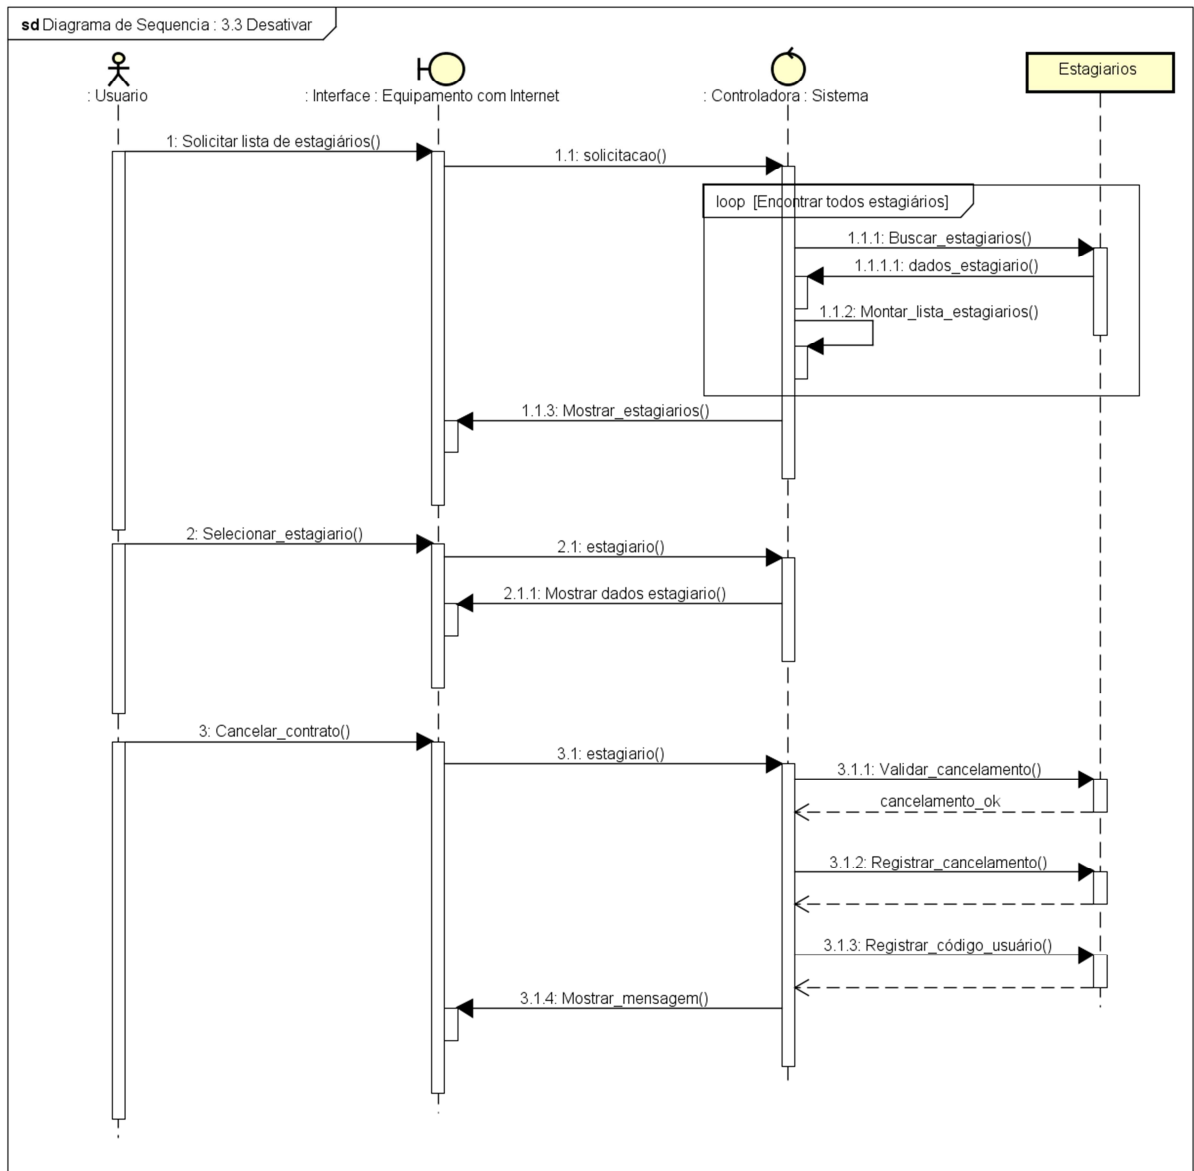 sd Diagrama de Sequencia : 3.3 Desativar
: Usuario
: Interface : Equipamento com Internet
: Controladora : Sistema
Estagiarios
1: Solicitar lista de estagiários()
1.1: solicitacao()
loop [Encontrar todos estagiários]
1.1.1: Buscar_estagiarios()
1.1.1.1: dados_estagiario()
1.1.2: Montar_lista_estagiarios()
1.1.3: Mostrar_estagiarios()
2: Selecionar_estagiario()
2.1: estagiario()
2.1.1: Mostrar dados estagiario()
3: Cancelar_contrato()
3.1: estagiario()
3.1.1: Validar_cancelamento()
cancelamento_ok
3.1.2: Registrar_cancelamento()
3.1.3: Registrar_código_usuário()
3.1.4: Mostrar_mensagem()